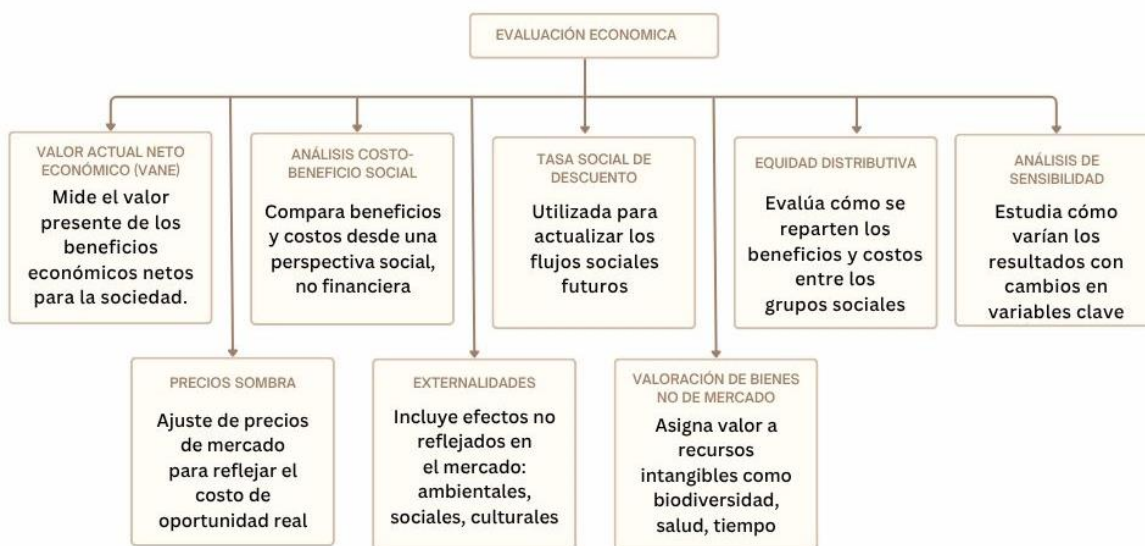 EVALUACIÓN ECONOMICA
VALOR ACTUAL NETO
ECONÓMICO (VANE)
Mide el valor
presente de los
beneficios
económicos netos
para la sociedad.
ANÁLISIS COSTO-
BENEFICIO SOCIAL
Compara beneficios
y costos desde una
perspectiva social,
no financiera
TASA SOCIAL DE
DESCUENTO
Utilizada para
actualizar los
flujos sociales
futuros
EQUIDAD DISTRIBUTIVA
Evalúa cómo se
reparten los
beneficios y costos
entre los
grupos sociales
ANÁLISIS DE
SENSIBILIDAD
Estudia cómo
varían los
resultados con
cambios en
variables clave
PRECIOS SOMBRA
Ajuste de precios
de mercado
para reflejar el
costo de
oportunidad real
EXTERNALIDADES
Incluye efectos no
reflejados en
el mercado:
ambientales,
sociales, culturales
VALORACIÓN DE BIENES
NO DE MERCADO
Asigna valor a
recursos
intangibles como
biodiversidad,
salud, tiempo